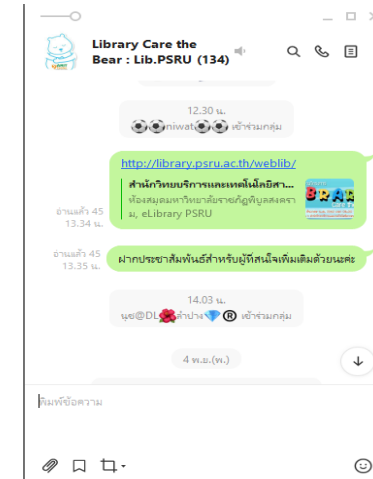 Library Care the
Bear : Lib.PSRU (134)
12.30 น.
niwat เข้าร่วมกลุ่ม
http://library.psru.ac.th/weblib/
สำนักวิทยบริการและเทคโนโลยีสา...
ห้องสมุดมหาวิทยาลัยราชภัฏพิบูลสงครา
ม, eLibrary PSRU
อ่านแล้ว 45
13.34 น.
อ่านแล้ว 45
13.35 น.
ฝากประชาสัมพันธ์สำหรับผู้ที่สนใจเพิ่มเติมด้วยนะค่ะ
14.03 น.
นุช@DL🌺ลำปาง💎® เข้าร่วมกลุ่ม
4 พ.ย.(พ.)
พิมพ์ข้อความ